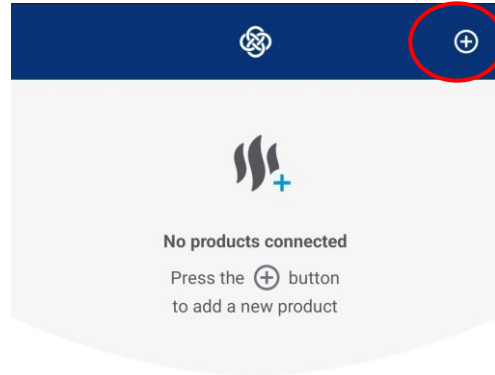 No products connected
Press the ⊕ button
to add a new product